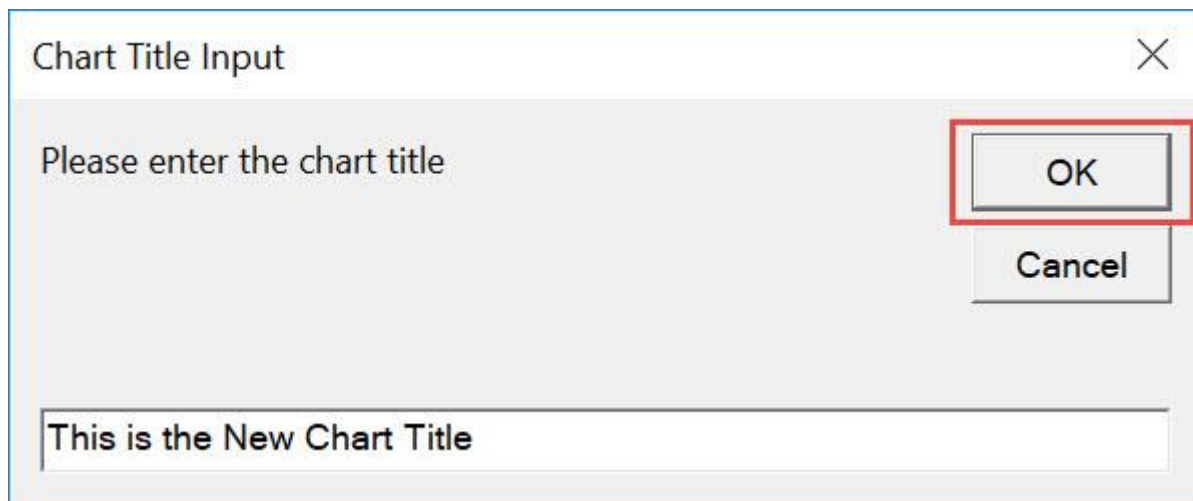 Chart Title Input
Please enter the chart title
OK
Cancel
This is the New Chart Title